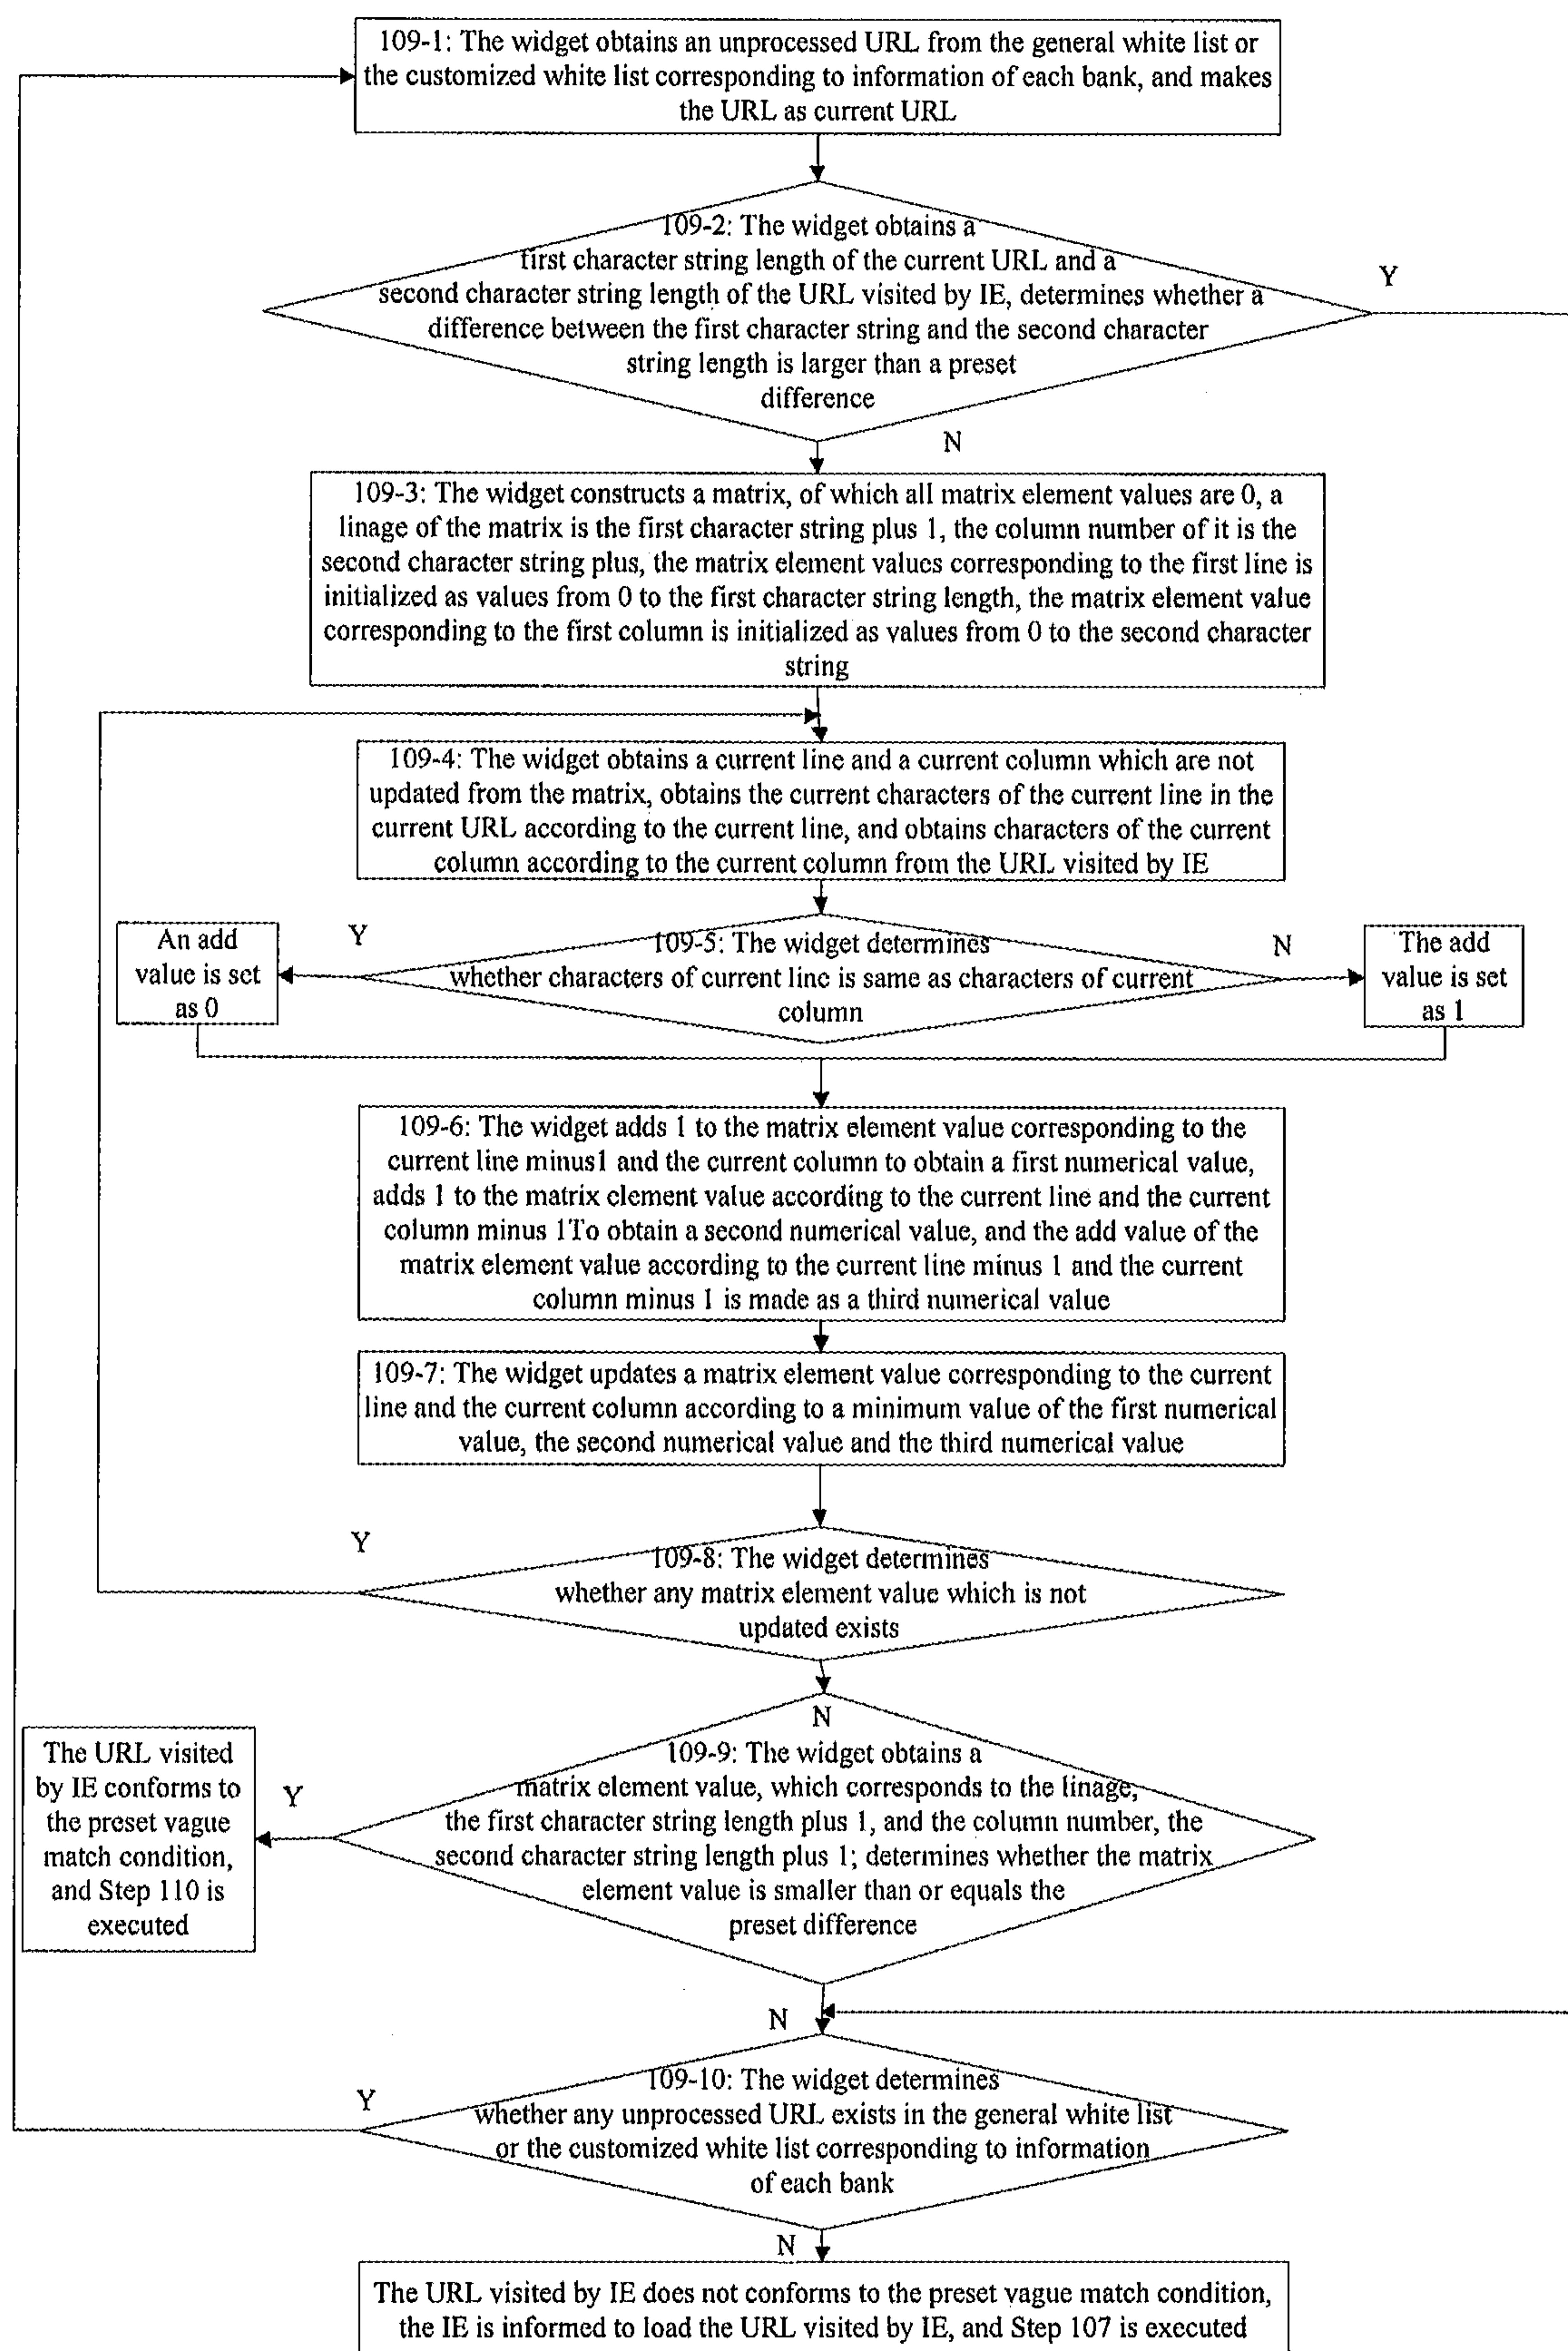 109-1: The widget obtains an unprocessed URL from the general white list or
the customized white list corresponding to information of each bank, and makes
the URL as current URL
109-2: The widget obtains a
first character string length of the current URL and a
second character string length of the URL visited by IE, determines whether a
difference between the first character string and the second character
string length is larger than a preset
difference
Y
N
109-3: The widget constructs a matrix, of which all matrix element values are 0, a
linage of the matrix is the first character string plus 1, the column number of it is the
second character string plus, the matrix element values corresponding to the first line is
initialized as values from 0 to the first character string length, the matrix element value
corresponding to the first column is initialized as values from 0 to the second character
string
109-4: The widget obtains a current line and a current column which are not
updated from the matrix, obtains the current characters of the current line in the
current URL according to the current line, and obtains characters of the current
column according to the current column from the URL visited by IE
An add
value is set
as 0
Y
109-5: The widget determines
whether characters of current line is same as characters of current
column
N
The add
value is set
as 1
109-6: The widget adds 1 to the matrix element value corresponding to the
current line minus1 and the current column to obtain a first numerical value,
adds 1 to the matrix element value according to the current line and the current
column minus 1To obtain a second numerical value, and the add value of the
matrix element value according to the current line minus 1 and the current
column minus 1 is made as a third numerical value
109-7: The widget updates a matrix element value corresponding to the current
line and the current column according to a minimum value of the first numerical
value, the second numerical value and the third numerical value
Y
109-8: The widget determines
whether any matrix element value which is not
updated exists
N
The URL visited
by IE conforms to
the preset vague
match condition,
and Step 110 is
executed
Y
109-9: The widget obtains a
matrix element value, which corresponds to the linage,
the first character string length plus 1, and the column number, the
second character string length plus 1; determines whether the matrix
element value is smaller than or equals the
preset difference
N
Y
109-10: The widget determines
whether any unprocessed URL exists in the general white list
or the customized white list corresponding to information
of each bank
N
The URL visited by IE does not conforms to the preset vague match condition,
the IE is informed to load the URL visited by IE, and Step 107 is executed